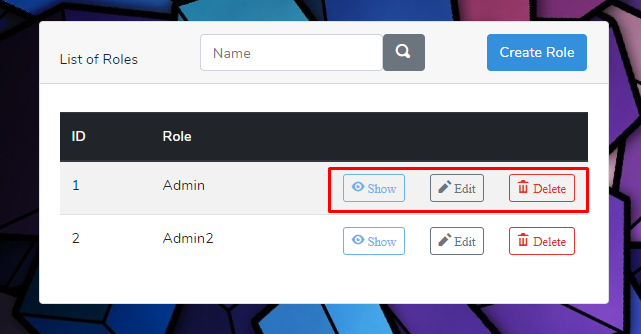 List of Roles Name Create Role
ID Role
1 Admin Show Edit Delete
2 Admin2 Show Edit Delete